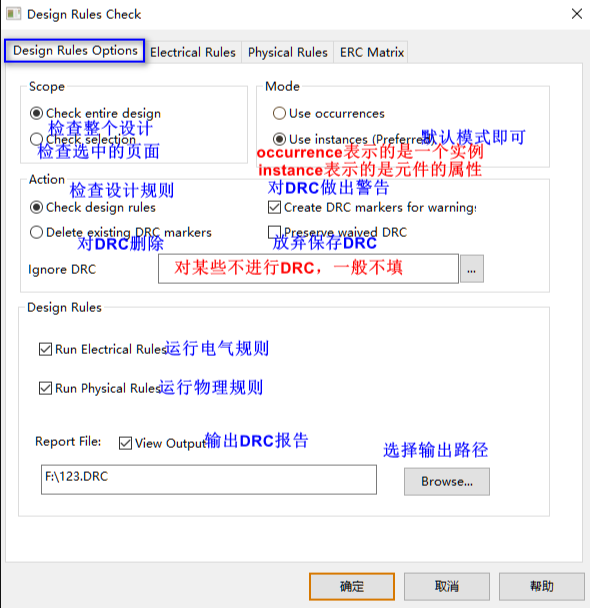 Design Rules Check
Design Rules Options
Electrical Rules
Physical Rules
ERC Matrix
Scope
Check entire design
检查整个设计
Check selection
检查选中的页面
Mode
Use occurrences
Use instances (Preferred)
默认模式即可
occurrence表示的是一个实例
instance表示的是元件的属性
Action
检查设计规则
对DRC做出警告
Check design rules
Create DRC markers for warnings
Delete existing DRC markers
对DRC删除
Preserve waived DRC
放弃保存DRC
Ignore DRC
对某些不进行DRC，一般不填
...
Design Rules
Run Electrical Rules
运行电气规则
Run Physical Rules
运行物理规则
Report File:
View Output
输出DRC报告
选择输出路径
F:\123.DRC
Browse...
确定
取消
帮助